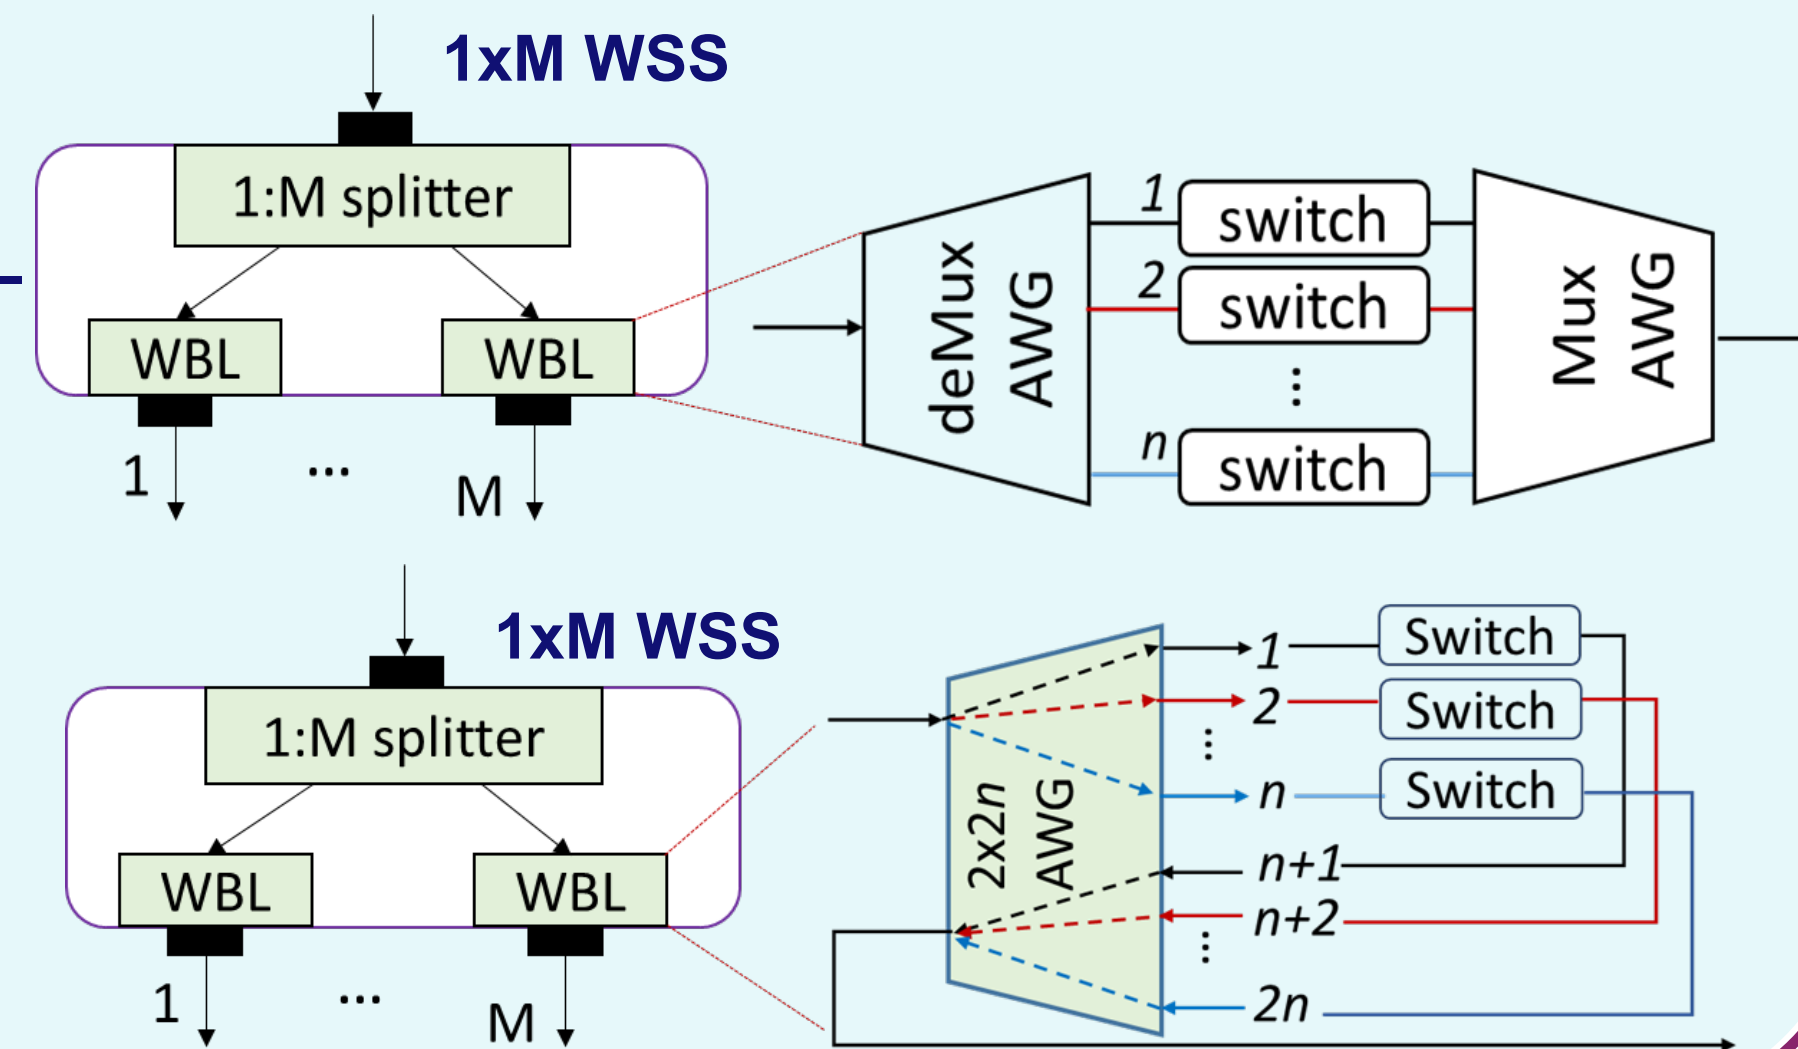 1xM WSS
1:M splitter
WBL
WBL
1
...
M
deMux
AWG
1
switch
2
switch
⋮
n
switch
Mux
AWG
1xM WSS
1:M splitter
WBL
WBL
1
...
M
2x2n
AWG
1
Switch
2
Switch
⋮
n
Switch
n+1
n+2
⋮
2n